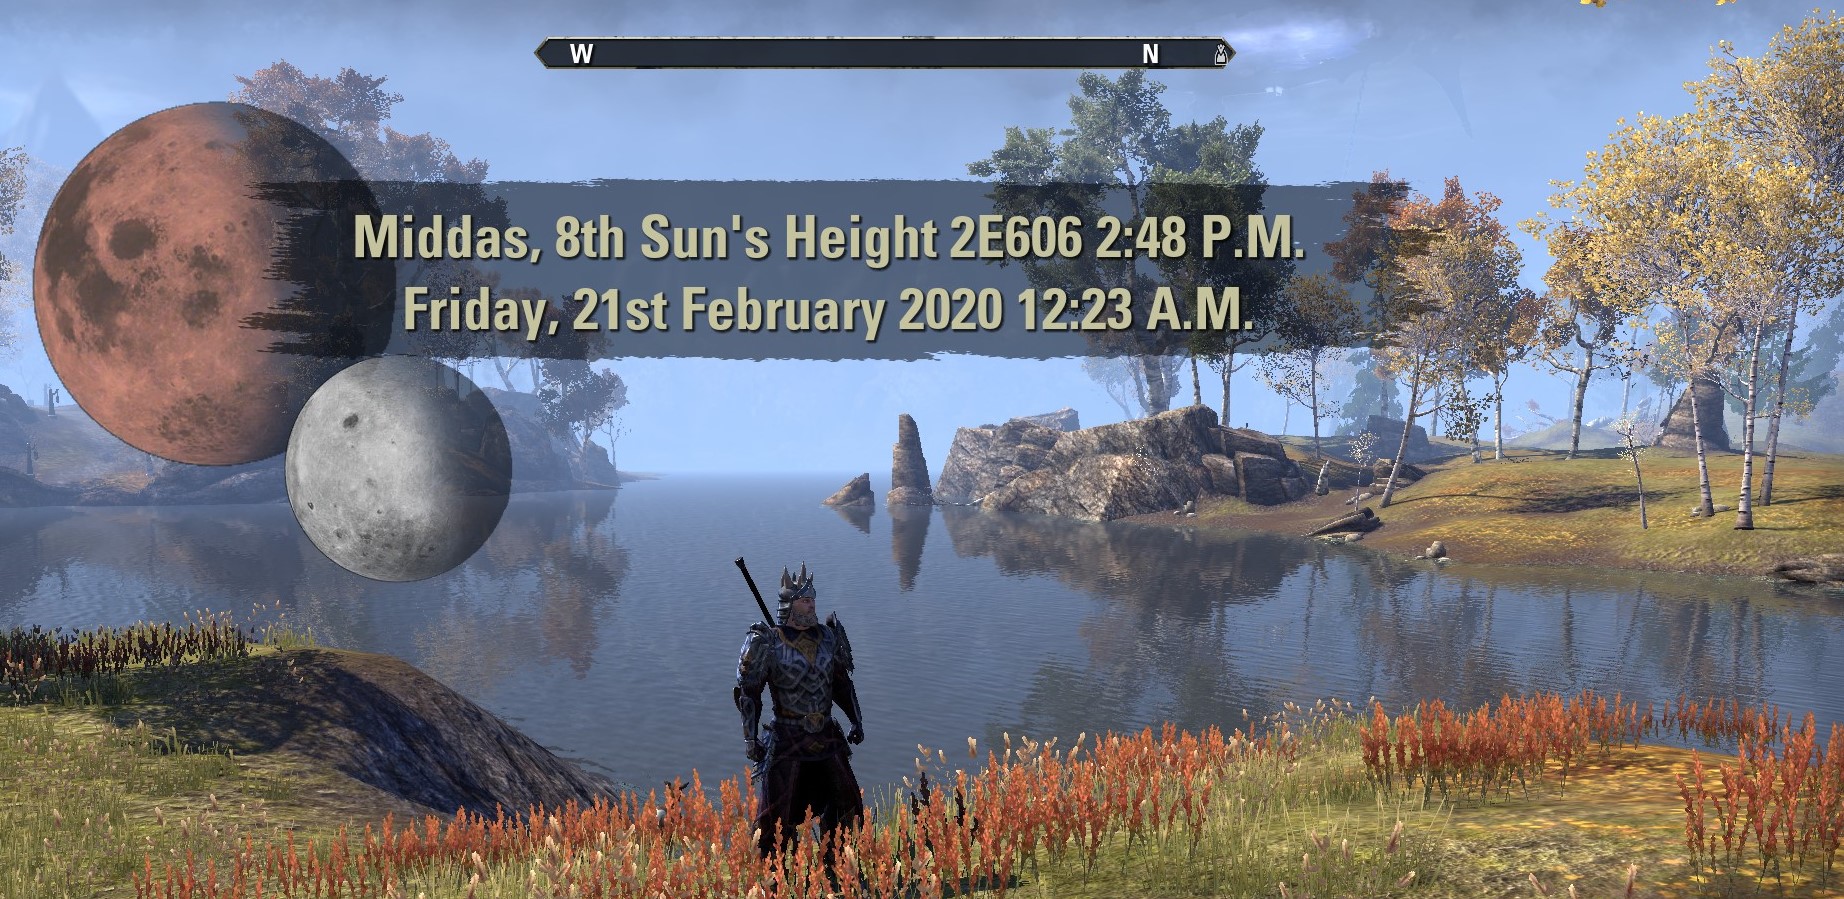 W N
Middas, 8th Sun's Height 2E606 2:48 P.M.
Friday, 21st February 2020 12:23 A.M.